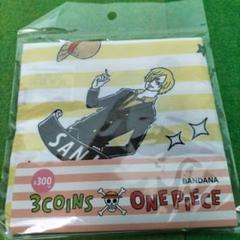 SAN
¥300
BANDANA
3COINS ONE PIECE